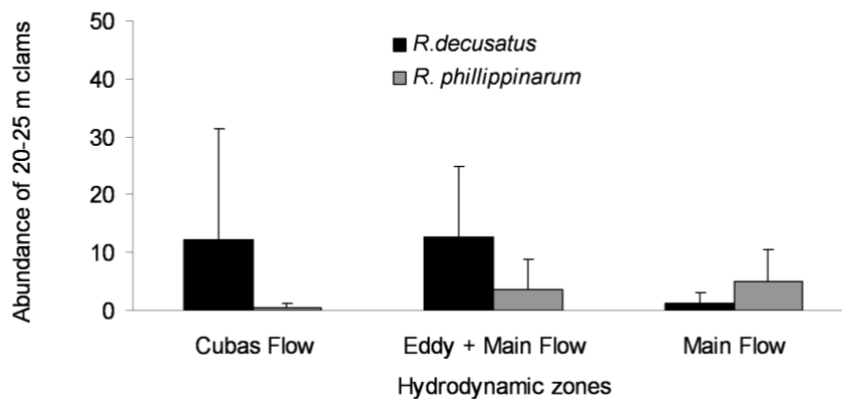 Abundance of 20-25 m clams
50
40
30
20
10
0
R.decusatus
R. phillippinarum
Cubas Flow
Eddy + Main Flow
Main Flow
Hydrodynamic zones